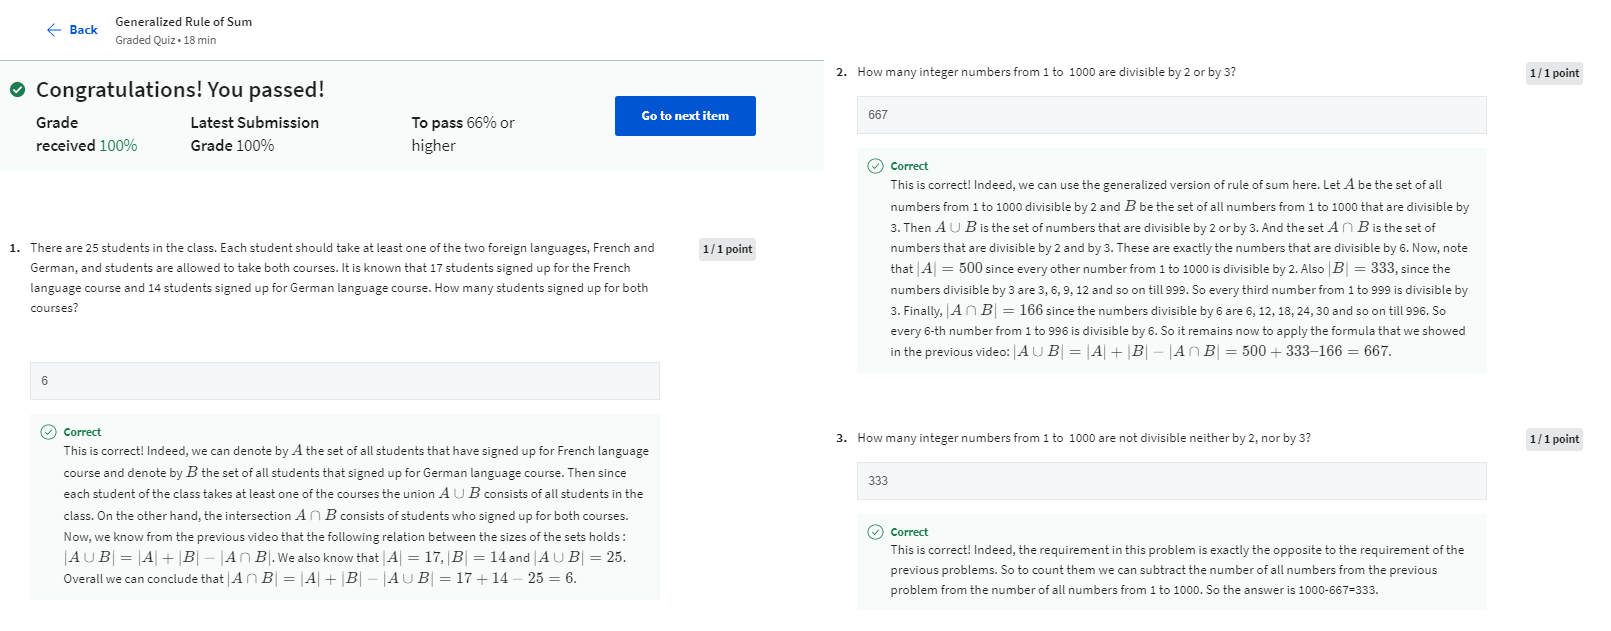 Back
Generalized Rule of Sum
Graded Quiz • 18 min
Congratulations! You passed!
Grade
received 100%
Latest Submission
Grade 100%
To pass 66% or
higher
Go to next item
1. There are 25 students in the class. Each student should take at least one of the two foreign languages, French and
German, and students are allowed to take both courses. It is known that 17 students signed up for the French
language course and 14 students signed up for German language course. How many students signed up for both
courses?
1 / 1 point
6
Correct
This is correct! Indeed, we can denote by A the set of all students that have signed up for French language
course and denote by B the set of all students that signed up for German language course. Then since
each student of the class takes at least one of the courses the union A ∪ B consists of all students in the
class. On the other hand, the intersection A ∩ B consists of students who signed up for both courses.
Now, we know from the previous video that the following relation between the sizes of the sets holds :
|A ∪ B| = |A| + |B| − |A ∩ B|. We also know that |A| = 17, |B| = 14 and |A ∪ B| = 25.
Overall we can conclude that |A ∩ B| = |A| + |B| − |A ∪ B| = 17 + 14 − 25 = 6.
2. How many integer numbers from 1 to 1000 are divisible by 2 or by 3?
1 / 1 point
667
Correct
This is correct! Indeed, we can use the generalized version of rule of sum here. Let A be the set of all
numbers from 1 to 1000 divisible by 2 and B be the set of all numbers from 1 to 1000 that are divisible by
3. Then A ∪ B is the set of numbers that are divisible by 2 or by 3. And the set A ∩ B is the set of
numbers that are divisible by 2 and by 3. These are exactly the numbers that are divisible by 6. Now, note
that |A| = 500 since every other number from 1 to 1000 is divisible by 2. Also |B| = 333, since the
numbers divisible by 3 are 3, 6, 9, 12 and so on till 999. So every third number from 1 to 999 is divisible by
3. Finally, |A ∩ B| = 166 since the numbers divisible by 6 are 6, 12, 18, 24, 30 and so on till 996. So
every 6-th number from 1 to 996 is divisible by 6. So it remains now to apply the formula that we showed
in the previous video: |A ∪ B| = |A| + |B| − |A ∩ B| = 500 + 333–166 = 667.
3. How many integer numbers from 1 to 1000 are not divisible neither by 2, nor by 3?
1 / 1 point
333
Correct
This is correct! Indeed, the requirement in this problem is exactly the opposite to the requirement of the
previous problems. So to count them we can subtract the number of all numbers from the previous
problem from the number of all numbers from 1 to 1000. So the answer is 1000-667=333.